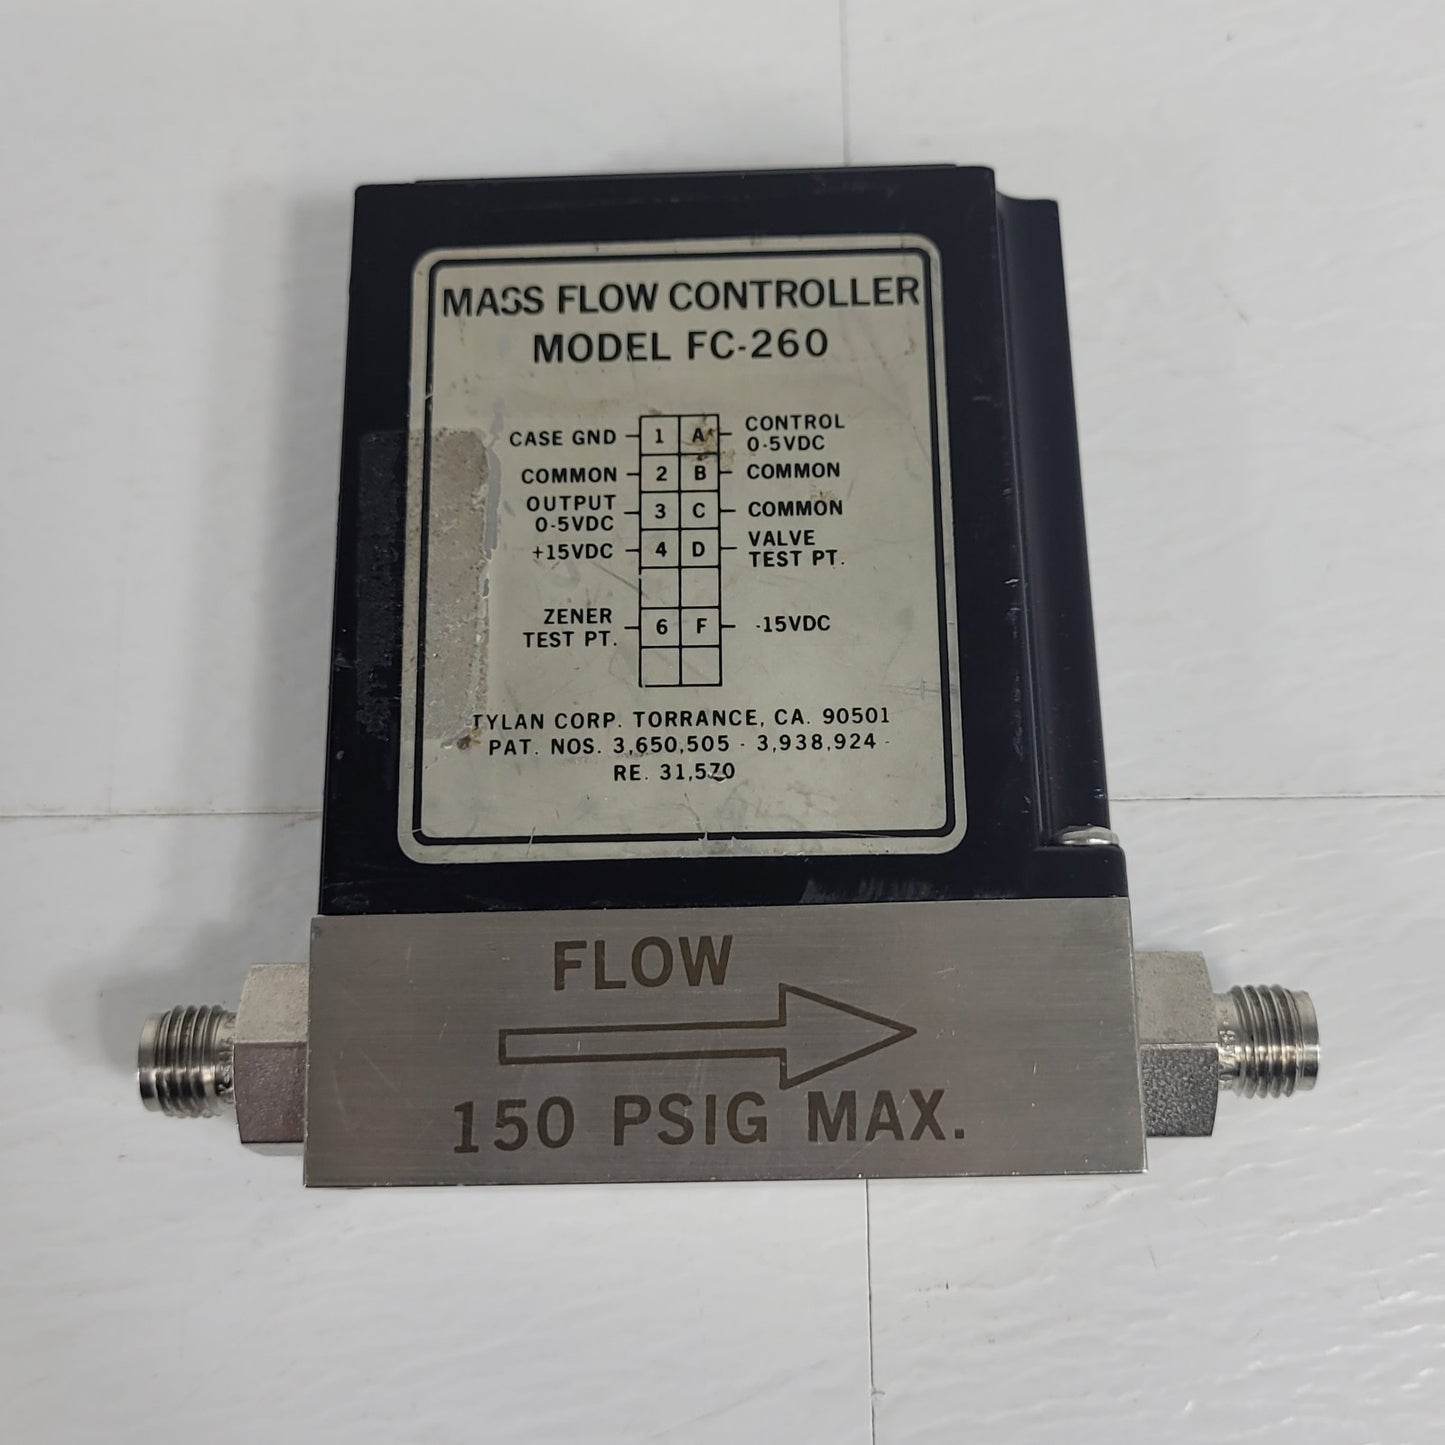 MASS FLOW CONTROLLER
MODEL FC-260
CASE GND 1 A CONTROL 0-5VDC
COMMON 2 B COMMON
OUTPUT 0-5VDC 3 C COMMON
+15VDC 4 D VALVE TEST PT.
ZENER TEST PT. 6 F -15VDC
TYLAN CORP. TORRANCE, CA. 90501
PAT. NOS. 3,650,505 - 3,938,924 -
RE. 31,570
FLOW
150 PSIG MAX.